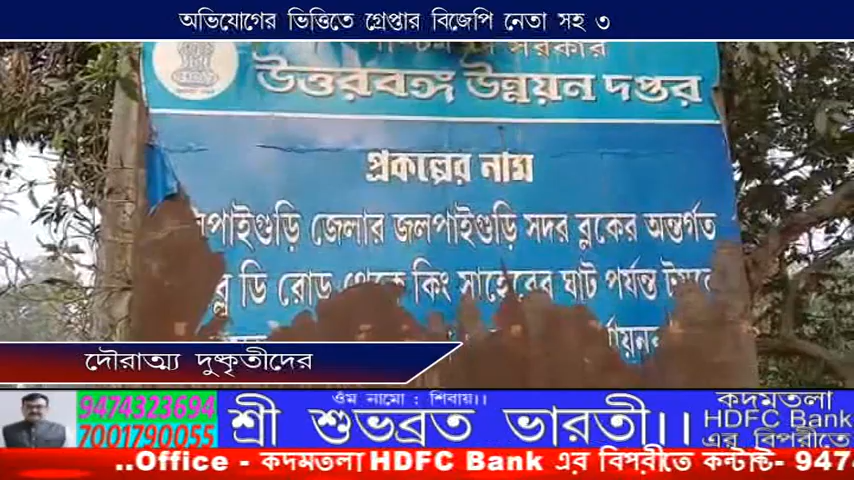 অভিযোগের ভিত্তিতে গ্রেপ্তার বিজেপি নেতা সহ ৩
সরকার
উত্তরবঙ্গ উন্নয়ন দপ্তর
প্রকল্পের নাম
জেলার জলপাইগুড়ি সদর ব্লকের অন্তর্গত
ডি রোড থেকে কিং সাহেবের ঘাট পর্যন্ত
দৌরাত্ম্য দুষ্কৃতীদের
9474323694
7001790055
ওঁম নামো : শিবায়।।
শ্রী শুভব্রত ভারতী।।
কদমতলা
HDFC Bank
এর বিপরীতে
..Office - কদমতলা HDFC Bank এর বিপরীতে কন্টাক্ট- 947